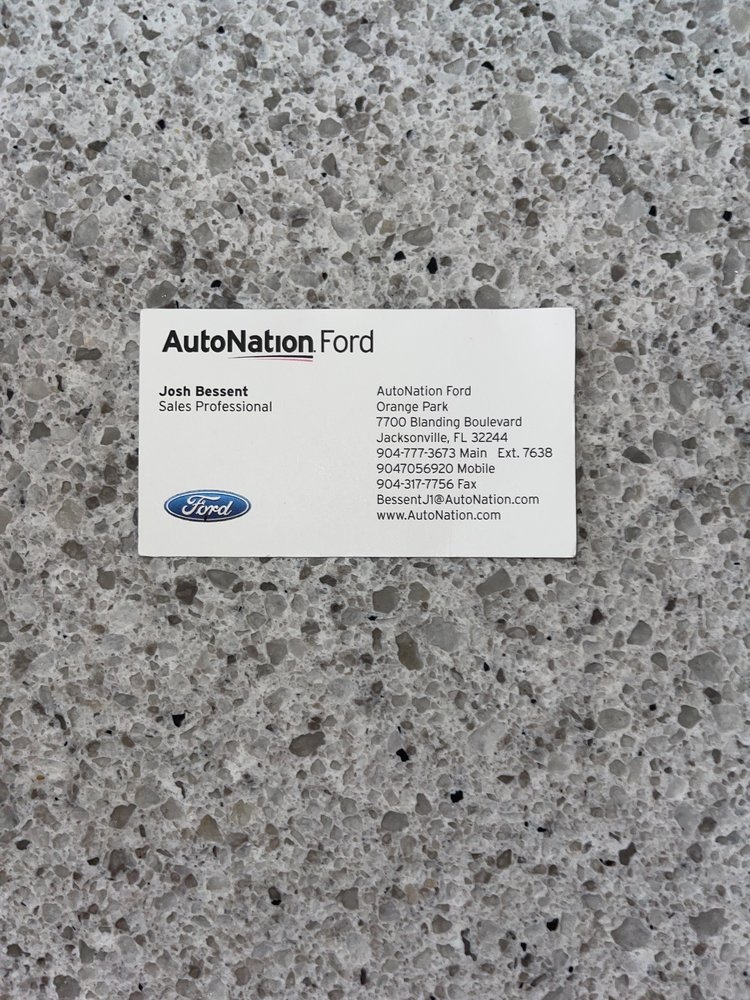 AutoNation Ford
Josh Bessent
Sales Professional
Ford
AutoNation Ford
Orange Park
7700 Blanding Boulevard
Jacksonville, FL 32244
904-777-3673 Main Ext. 7638
9047056920 Mobile
904-317-7756 Fax
BessentJ1@AutoNation.com
www.AutoNation.com